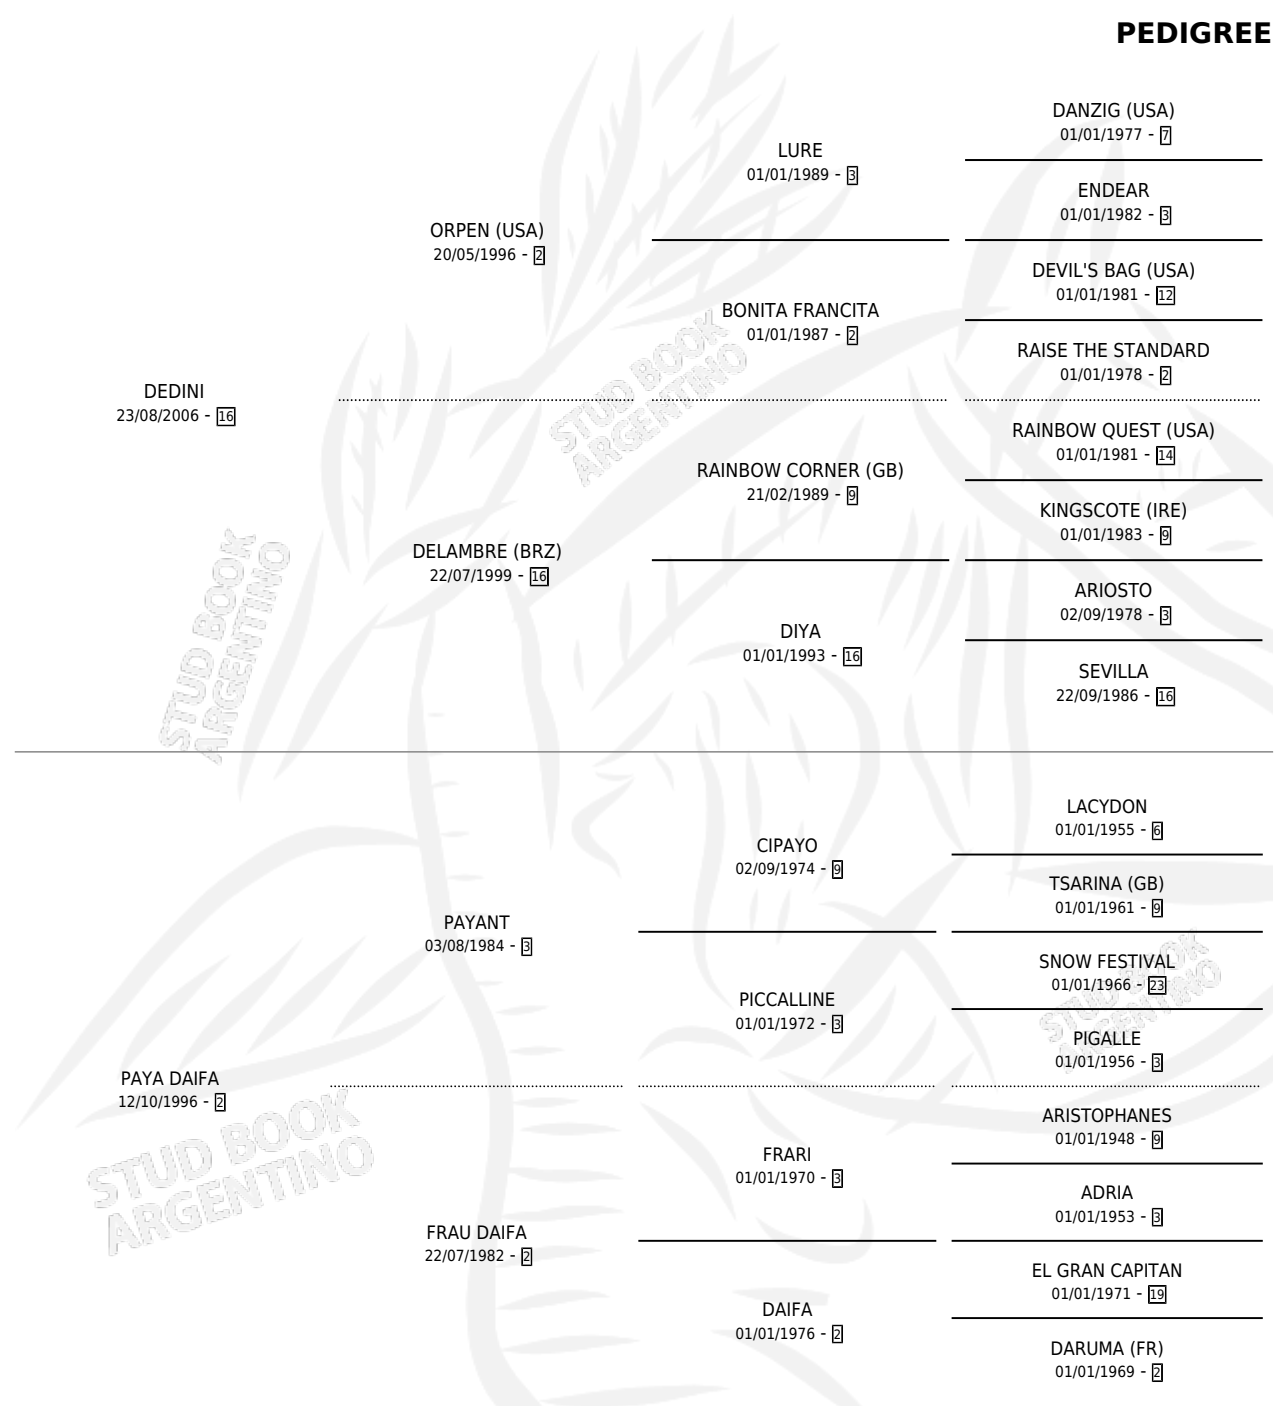 PEDIGREE
DANZIG (USA)
01/01/1977 - 7
LURE
01/01/1989 - 3
ENDEAR
01/01/1982 - 3
ORPEN (USA)
20/05/1996 - 2
DEVIL'S BAG (USA)
01/01/1981 - 12
BONITA FRANCITA
01/01/1987 - 2
RAISE THE STANDARD
01/01/1978 - 2
DEDINI
23/08/2006 - 16
RAINBOW QUEST (USA)
01/01/1981 - 14
RAINBOW CORNER (GB)
21/02/1989 - 9
KINGSCOTE (IRE)
01/01/1983 - 9
DELAMBRE (BRZ)
22/07/1999 - 16
ARIOSTO
02/09/1978 - 3
DIYA
01/01/1993 - 16
SEVILLA
22/09/1986 - 16
LACYDON
01/01/1955 - 6
CIPAYO
02/09/1974 - 9
TSARINA (GB)
01/01/1961 - 9
PAYANT
03/08/1984 - 3
SNOW FESTIVAL
01/01/1966 - 23
PICCALLINE
01/01/1972 - 3
PIGALLE
01/01/1956 - 3
PAYA DAIFA
12/10/1996 - 2
ARISTOPHANES
01/01/1948 - 9
FRARI
01/01/1970 - 3
ADRIA
01/01/1953 - 3
FRAU DAIFA
22/07/1982 - 2
EL GRAN CAPITAN
01/01/1971 - 19
DAIFA
01/01/1976 - 2
DARUMA (FR)
01/01/1969 - 2
STUD BOOK
ARGENTINO
STUD BOOK
ARGENTINO
STUD BOOK
ARGENTINO
STUD BOOK
ARGENTINO